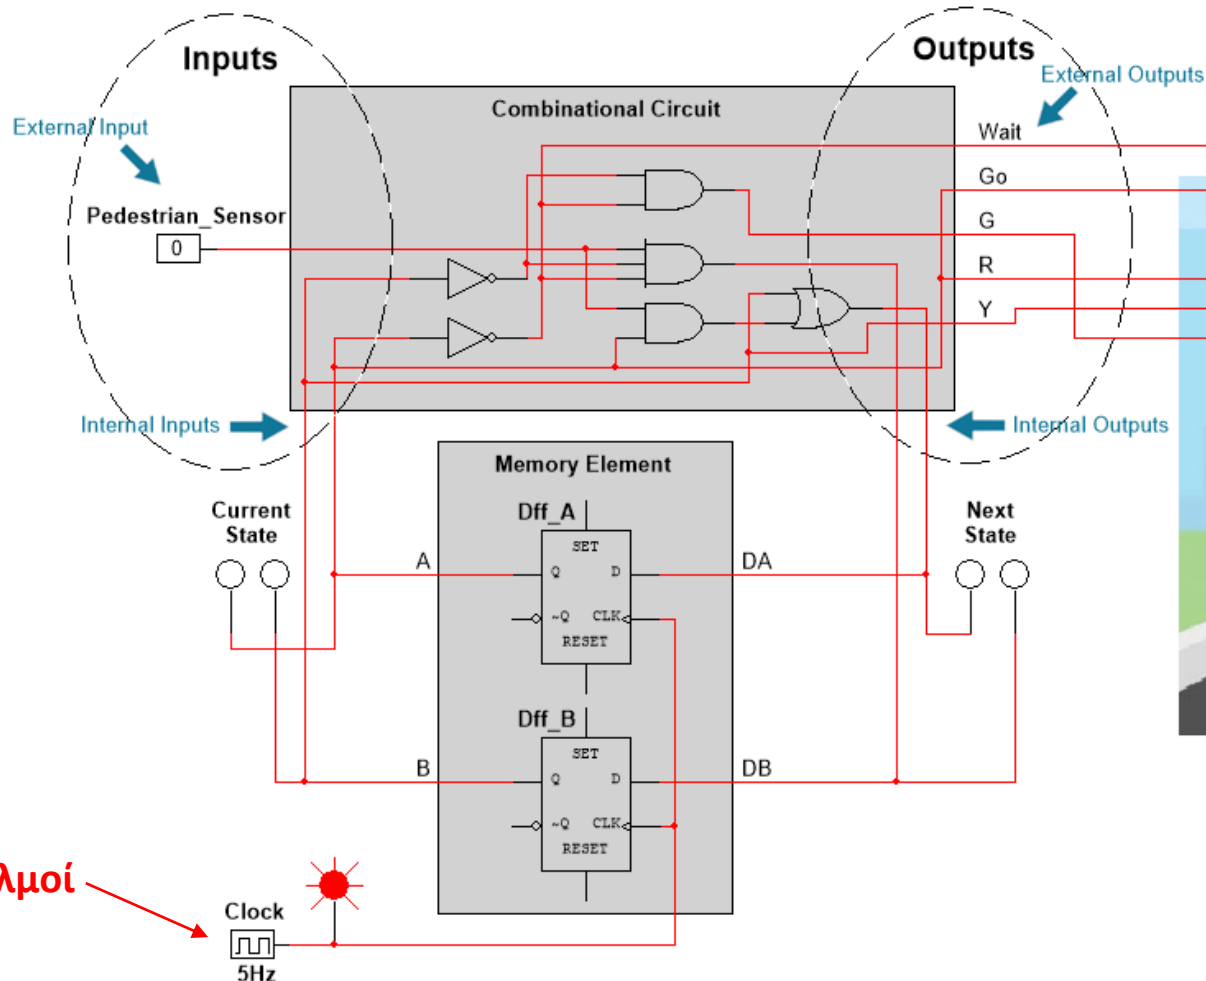 Inputs
Outputs
External Outputs
External Input
Combinational Circuit
Wait
Go
G
R
Y
Pedestrian_Sensor
0
Internal Inputs
Internal Outputs
Memory Element
Current
State
Next
State
Dff_A
SET
A
Q
D
DA
~Q
CLK
RESET
Dff_B
SET
B
Q
D
DB
~Q
CLK
RESET
λμοί
Clock
5Hz